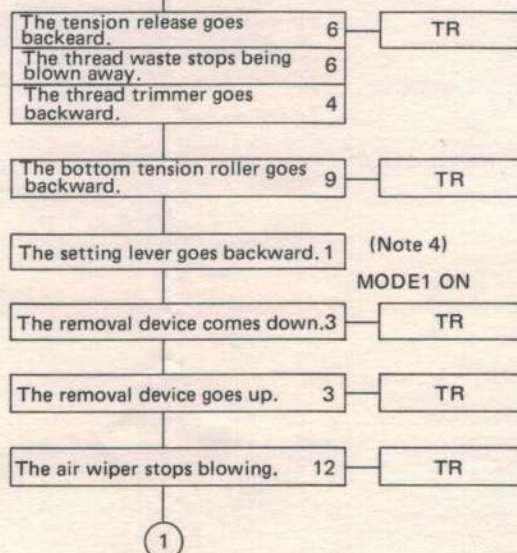 The tension release goes
backeard. 6 TR
The thread waste stops being
blown away. 6
The thread trimmer goes
backward. 4
The bottom tension roller goes
backward. 9 TR
The setting lever goes backward. 1 (Note 4)
MODE1 ON
The removal device comes down. 3 TR
The removal device goes up. 3 TR
The air wiper stops blowing. 12 TR
1